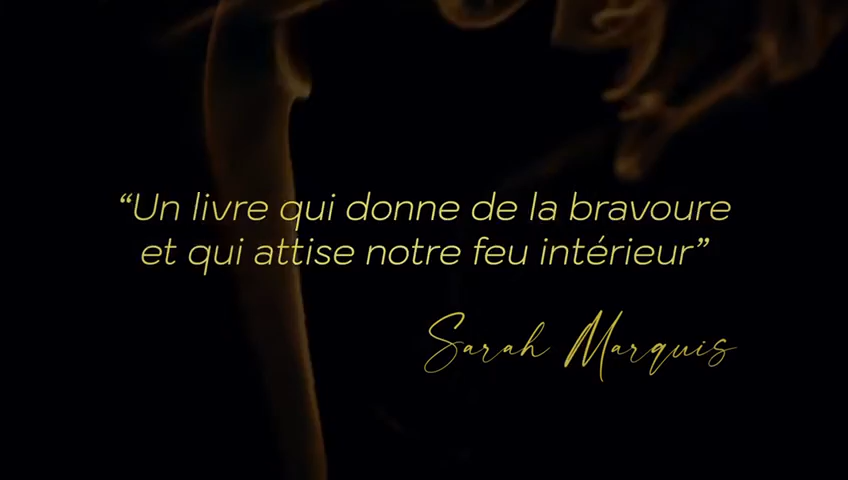 “Un livre qui donne de la bravoure
et qui attise notre feu intérieur”
Sarah Marquis